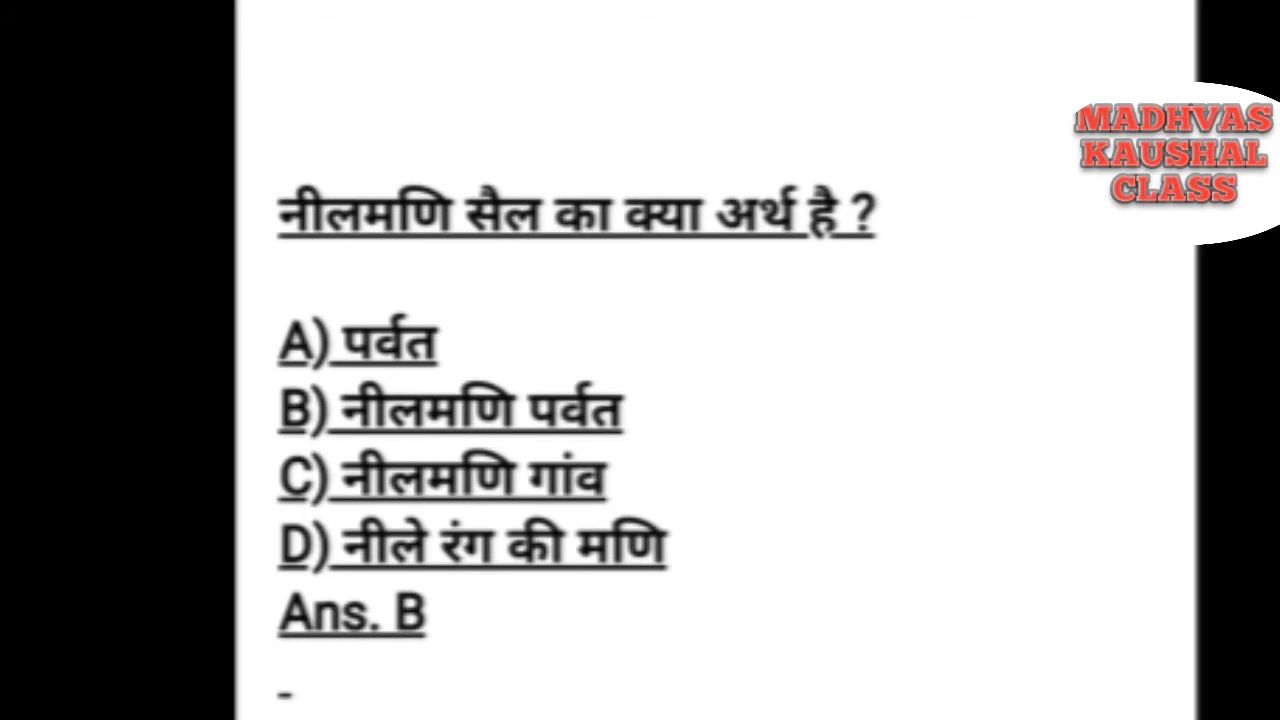 MADHVAS
KAUSHAL
CLASS
नीलमणि सैल का क्या अर्थ है ?
A) पर्वत
B) नीलमणि पर्वत
C) नीलमणि गांव
D) नीले रंग की मणि
Ans. B
-